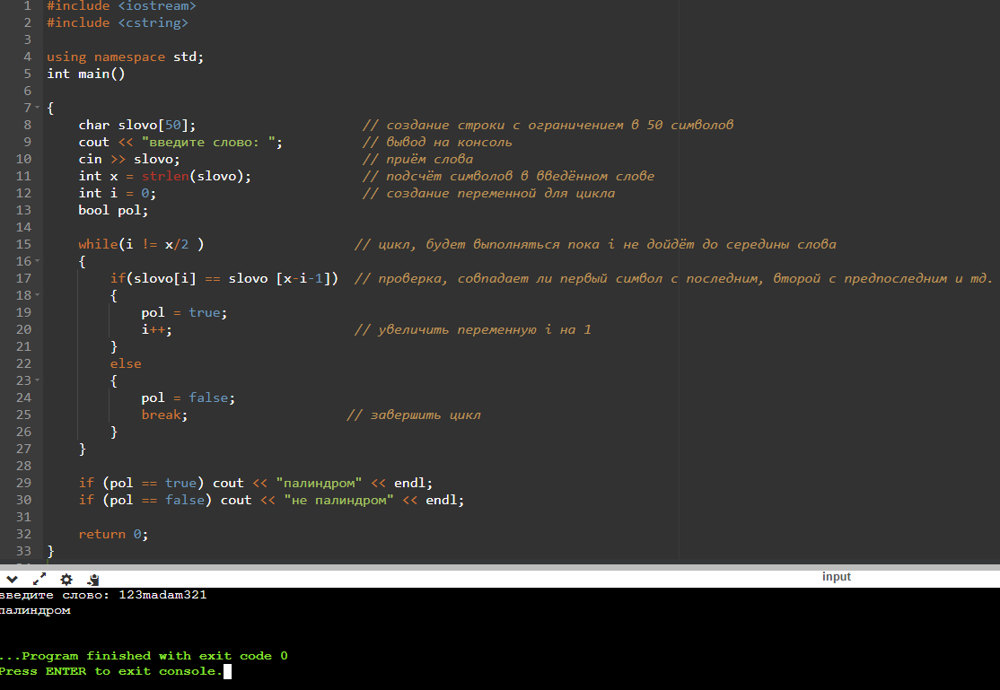 1 #include <iostream>
2 #include <cstring>
3
4 using namespace std;
5 int main()
6
7 {
8 char slovo[50]; // создание строки с ограничением в 50 символов
9 cout << "введите слово: "; // вывод на консоль
10 cin >> slovo; // приём слова
11 int x = strlen(slovo); // подсчёт символов в введённом слове
12 int i = 0; // создание переменной для цикла
13 bool pol;
14
15 while(i != x/2 ) // цикл, будет выполняться пока i не дойдёт до середины слова
16 {
17 if(slovo[i] == slovo [x-i-1]) // проверка, совпадает ли первый символ с последним, второй с предпоследним и тд.
18 {
19 pol = true;
20 i++; // увеличить переменную i на 1
21 }
22 else
23 {
24 pol = false;
25 break; // завершить цикл
26 }
27 }
28
29 if (pol == true) cout << "палиндром" << endl;
30 if (pol == false) cout << "не палиндром" << endl;
31
32 return 0;
33 }
input
введите слово: 123madam321
палиндром
...Program finished with exit code 0
Press ENTER to exit console.